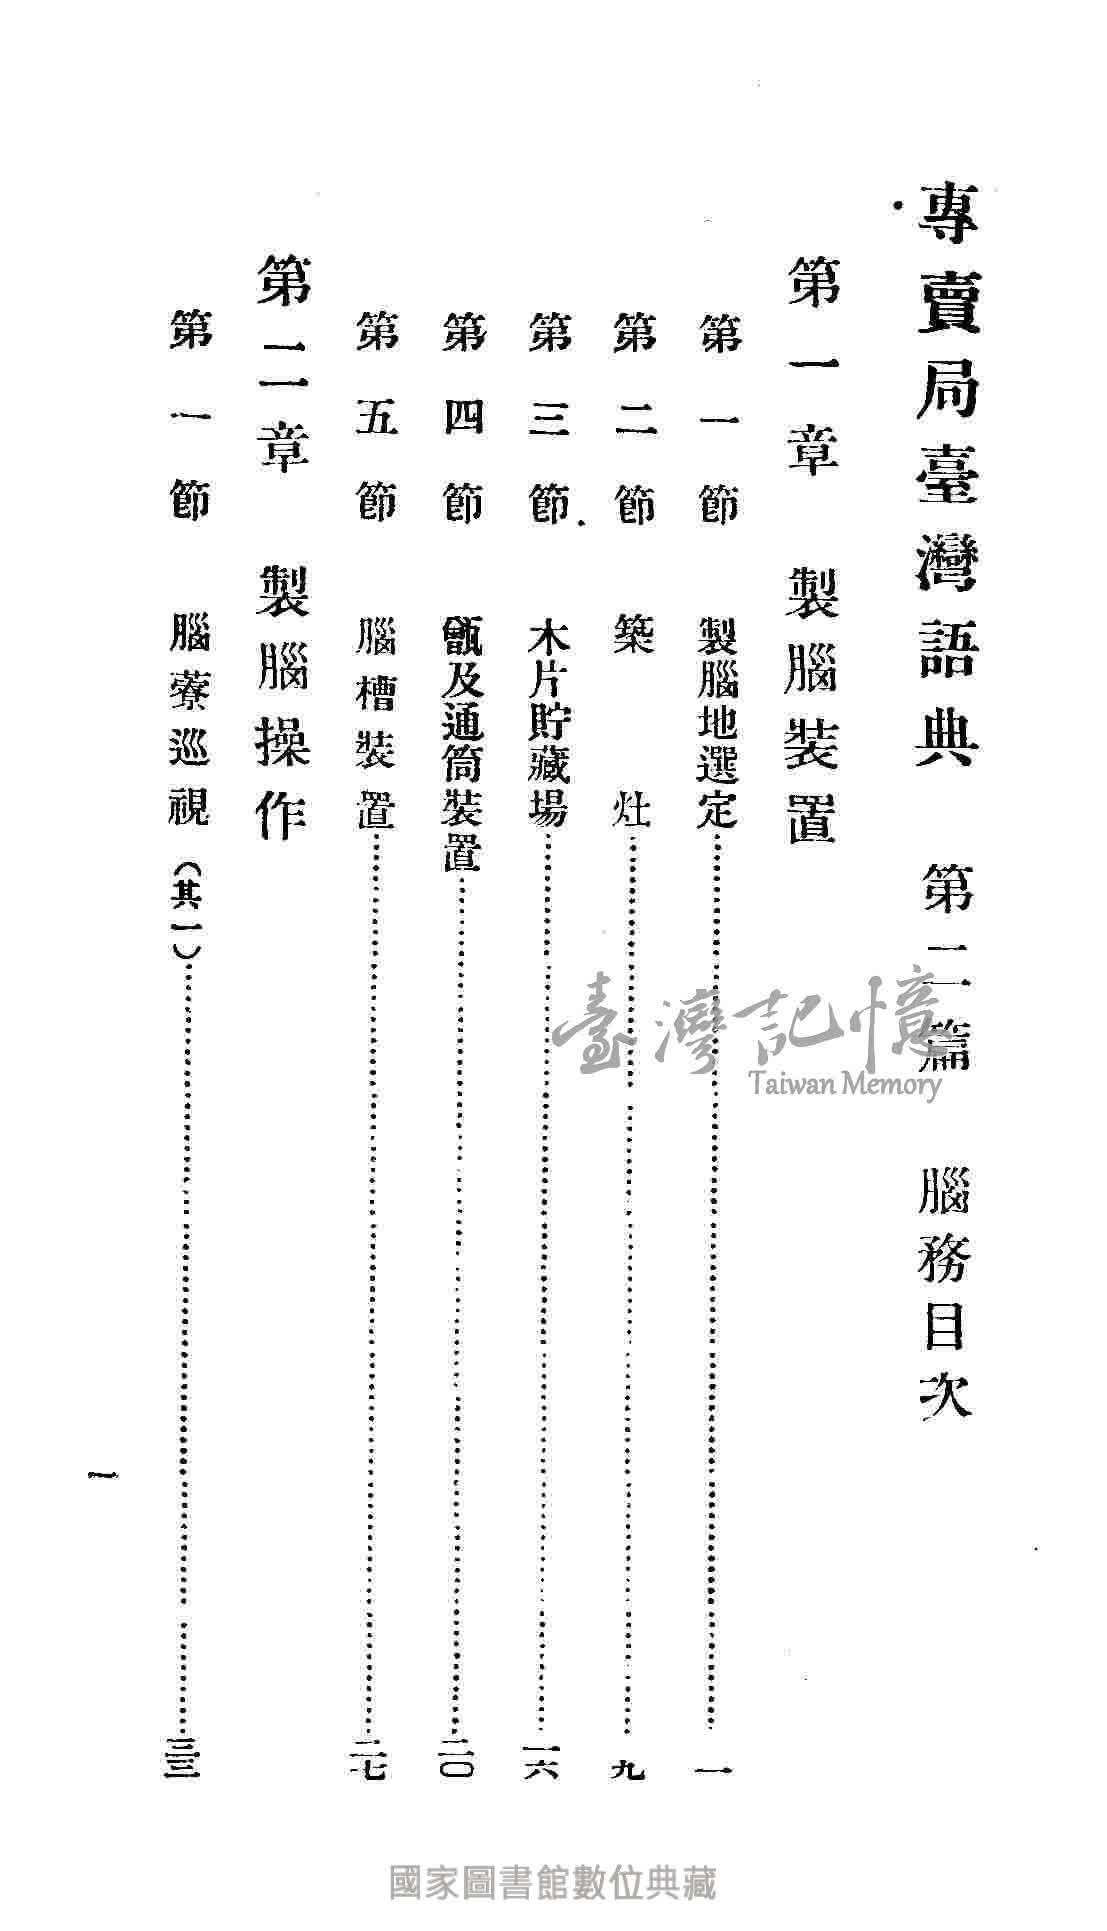 專賣局臺灣語典　第二篇　腦務目次
第一章　製腦裝置
第一節　製腦地選定……一
第二節　築灶……九
第三節　木片貯藏場……一六
第四節　甑及通筒裝置……二〇
第五節　腦槽裝置……二七
第二章　製腦操作
第一節　腦藔巡視（其一）……三三
一
臺灣記憶
Taiwan Memory
國家圖書館數位典藏